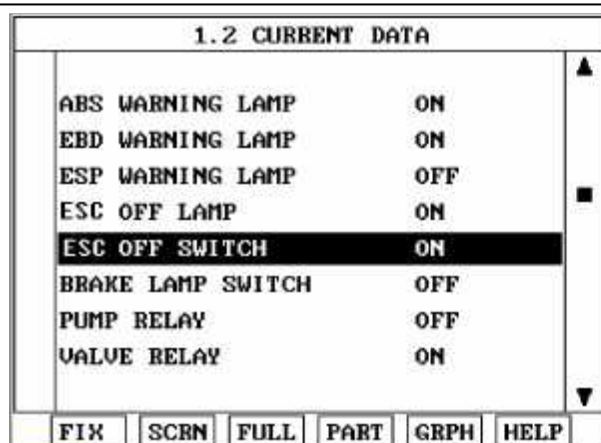 1.2 CURRENT DATA
ABS WARNING LAMP ON
EBD WARNING LAMP ON
ESP WARNING LAMP OFF
ESC OFF LAMP ON
ESC OFF SWITCH ON
BRAKE LAMP SWITCH OFF
PUMP RELAY OFF
VALVE RELAY ON
FIX SCRN FULL PART GRPH HELP